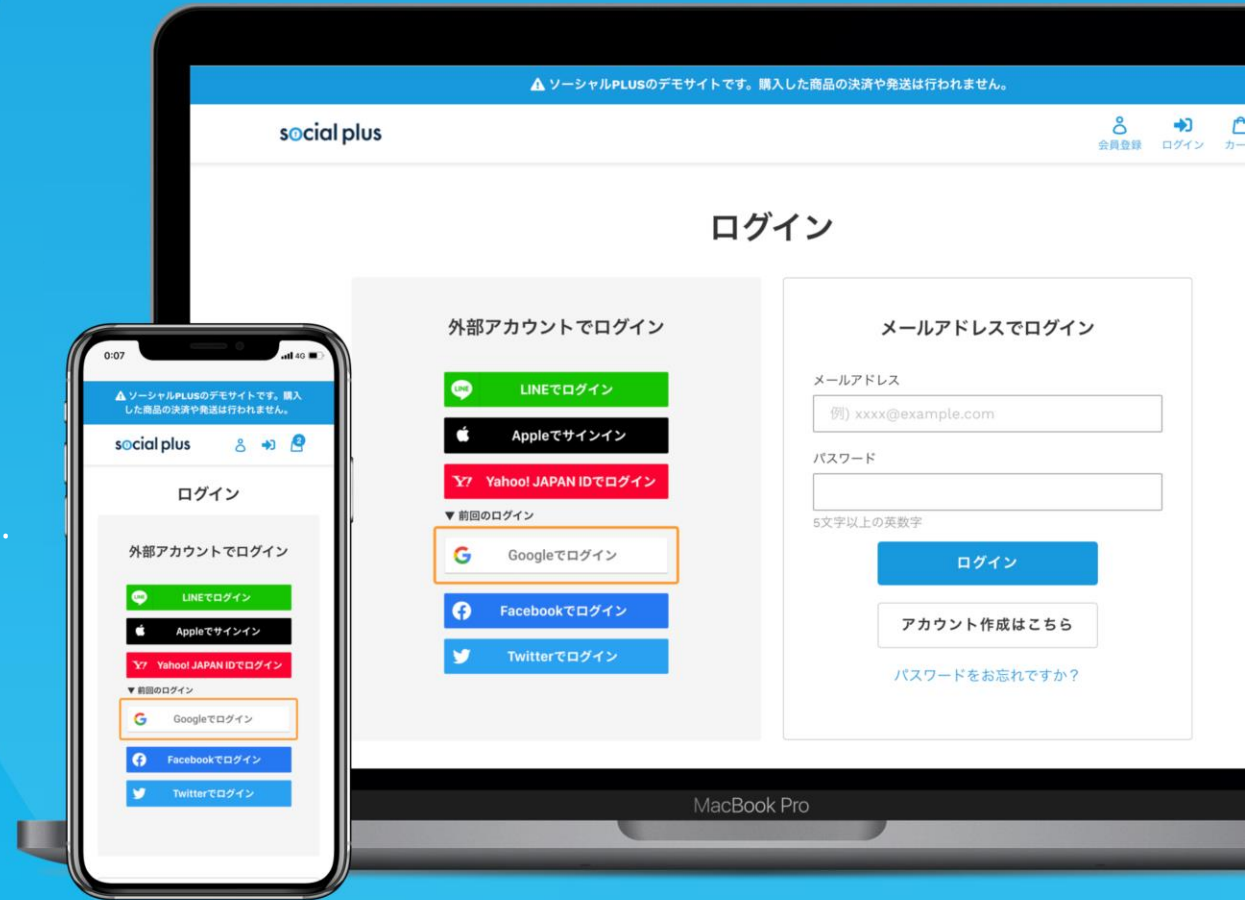 ソーシャルPLUSのデモサイトです。購入した商品の決済や発送は行われません。
social plus
会員登録
ログイン
ログイン
外部アカウントでログイン
LINE
LINEでログイン
Appleでサインイン
Y? Yahoo! JAPAN IDでログイン
▼ 前回のログイン
Googleでログイン
Facebookでログイン
Twitterでログイン
メールアドレスでログイン
メールアドレス
例) xxxx@example.com
パスワード
5文字以上の英数字
ログイン
アカウント作成はこちら
パスワードをお忘れですか？
MacBook Pro
0:07
4G
ソーシャルPLUSのデモサイトです。購入
した商品の決済や発送は行われません。
social plus
2
ログイン
外部アカウントでログイン
LINE
LINEでログイン
Appleでサインイン
Y? Yahoo! JAPAN IDでログイン
▼ 前回のログイン
Googleでログイン
Facebookでログイン
Twitterでログイン